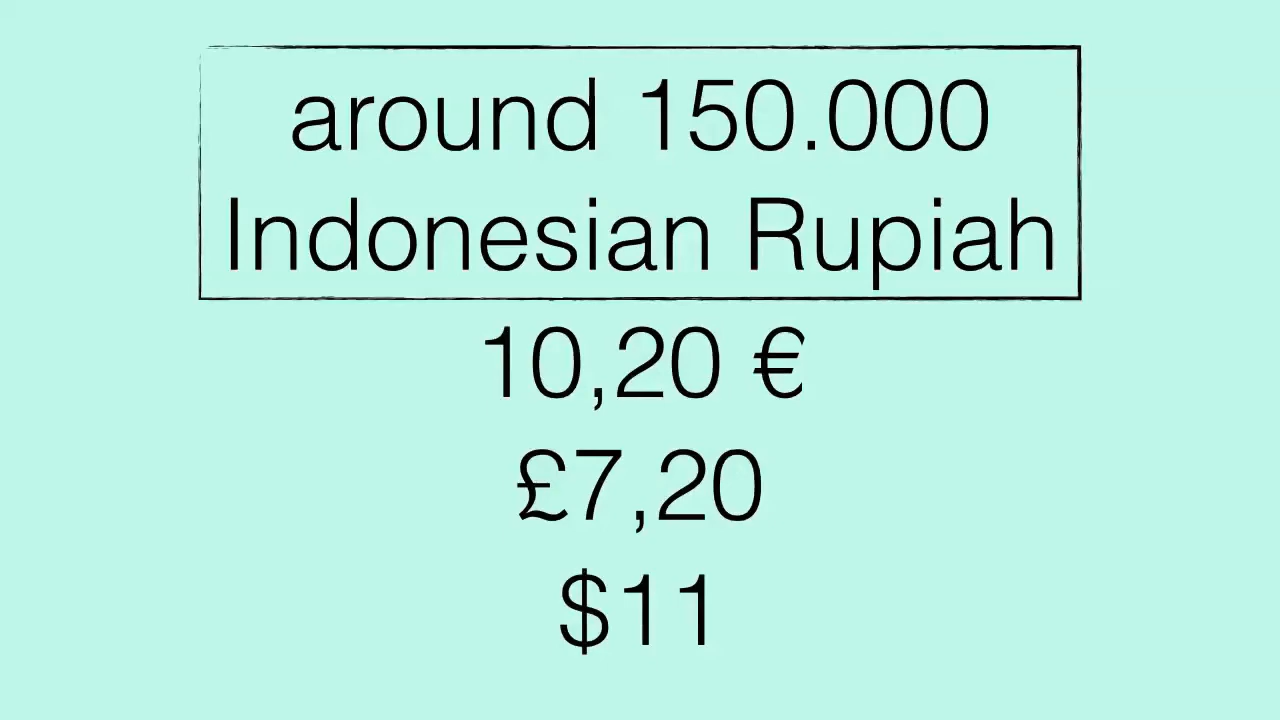 around 150.000
Indonesian Rupiah
10,20 €
£7,20
$11